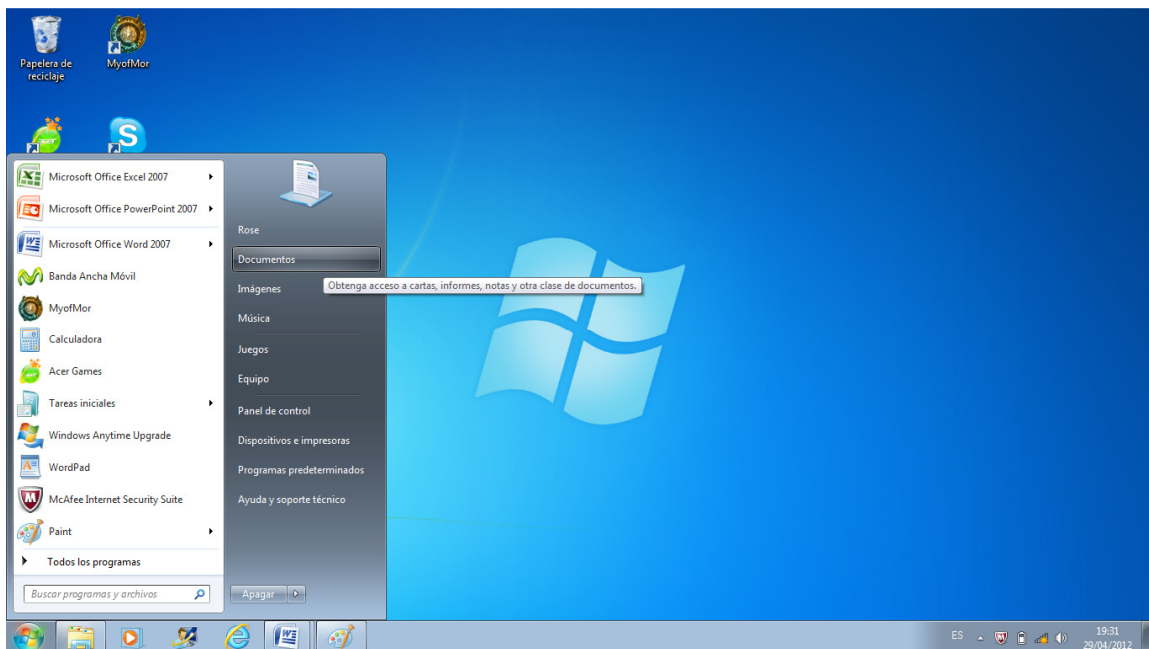 Papelera de
reciclaje
MyofMor
acer
S
Microsoft Office Excel 2007
Microsoft Office PowerPoint 2007
Microsoft Office Word 2007
Banda Ancha Móvil
MyofMor
Calculadora
Acer Games
Tareas iniciales
Windows Anytime Upgrade
WordPad
McAfee Internet Security Suite
Paint
Todos los programas
Buscar programas y archivos
Rose
Documentos
Obtenga acceso a cartas, informes, notas y otra clase de documentos.
Imágenes
Música
Juegos
Equipo
Panel de control
Dispositivos e impresoras
Programas predeterminados
Ayuda y soporte técnico
Apagar
ES
19:31
29/04/2012